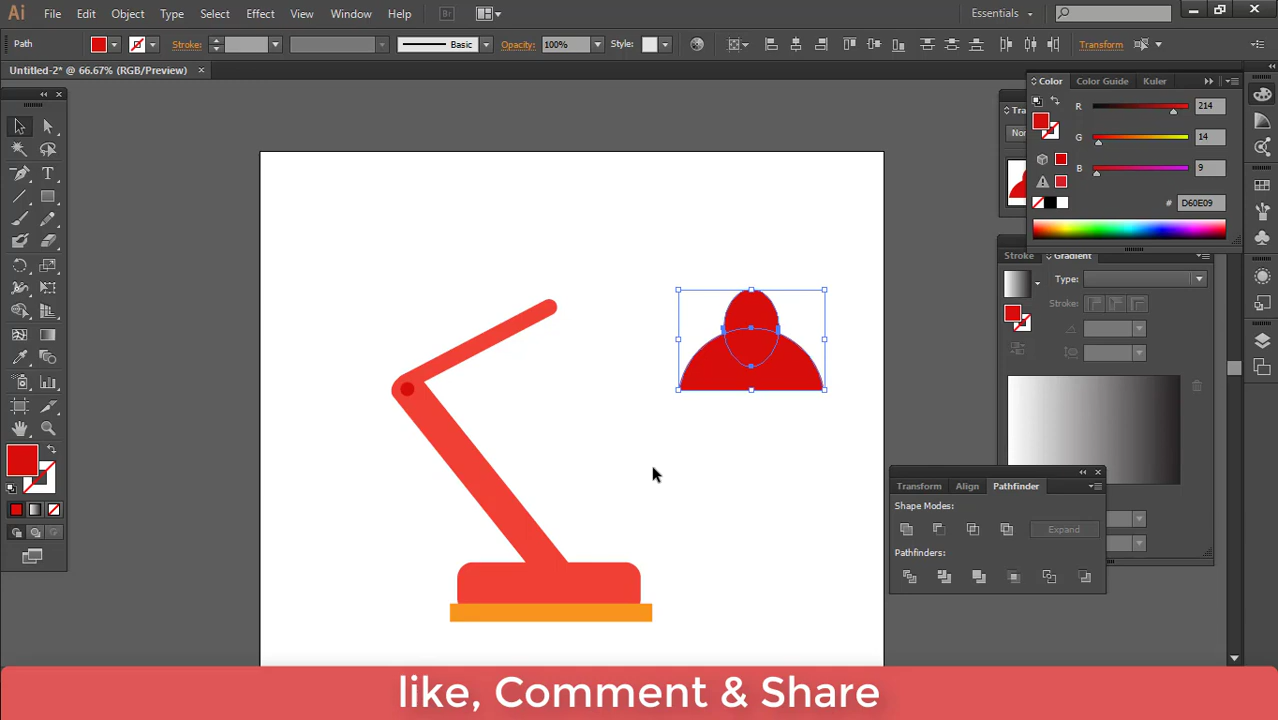 Ai File Edit Object Type Select Effect View Window Help Br Essentials
Path Stroke: Basic Opacity: 100% Style: Transform
Untitled-2* @ 66.67% (RGB/Preview)
Color Color Guide Kuler
R 214
G 14
B 9
# D60E09
Stroke Gradient
Type:
Stroke:
Transform Align Pathfinder
Shape Modes:
Expand
Pathfinders:
like, Comment & Share